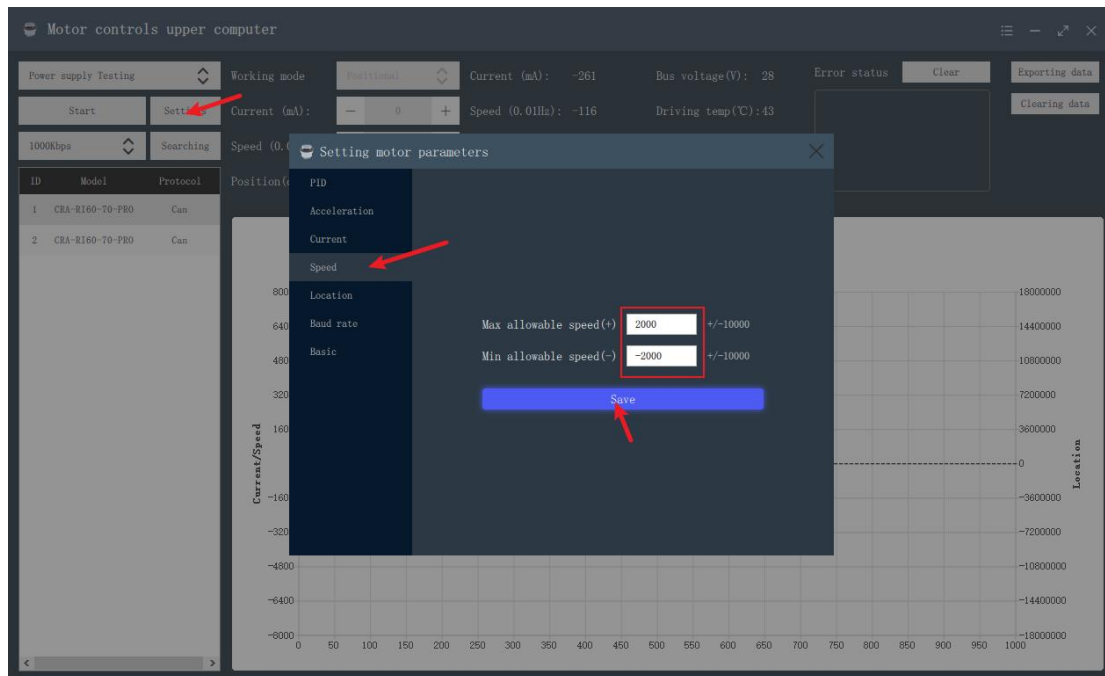 Motor controls upper computer
Power supply Testing
Working mode
Positional
Current (mA): -261
Bus voltage(V): 28
Error status
Clear
Exporting data
Start
Current (mA):
- 0 +
Speed (0.01Hz): -116
Driving temp(℃):43
Clearing data
1000Kbps
Searching
Speed (0.
Position(
ID Model Protocol
1 CRA-RI60-70-PRO Can
2 CRA-RI60-70-PRO Can
Setting motor parameters
PID
Acceleration
Current
Speed
Location
Baud rate
Basic
Max allowable speed(+) 2000 +/-10000
Min allowable speed(-) -2000 +/-10000
Save
Current/Speed
800
640
480
320
160
-160
-320
-4800
-6400
-8000
0 50 100 150 200 250 300 350 400 450 500 550 600 650 700 750 800 850 900 950 1000
18000000
14400000
10800000
7200000
3600000
0
-3600000
-7200000
-10800000
-14400000
-18000000
Location